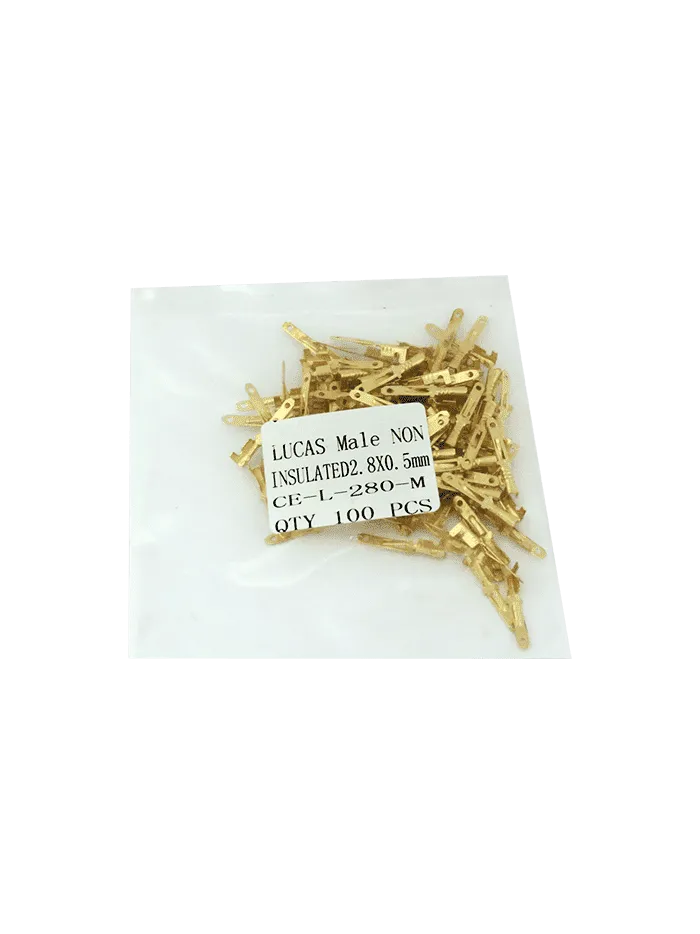 LUCAS Male NON
INSULATED2.8X0.5mm
CE-L-280-M
QTY 100 PCS